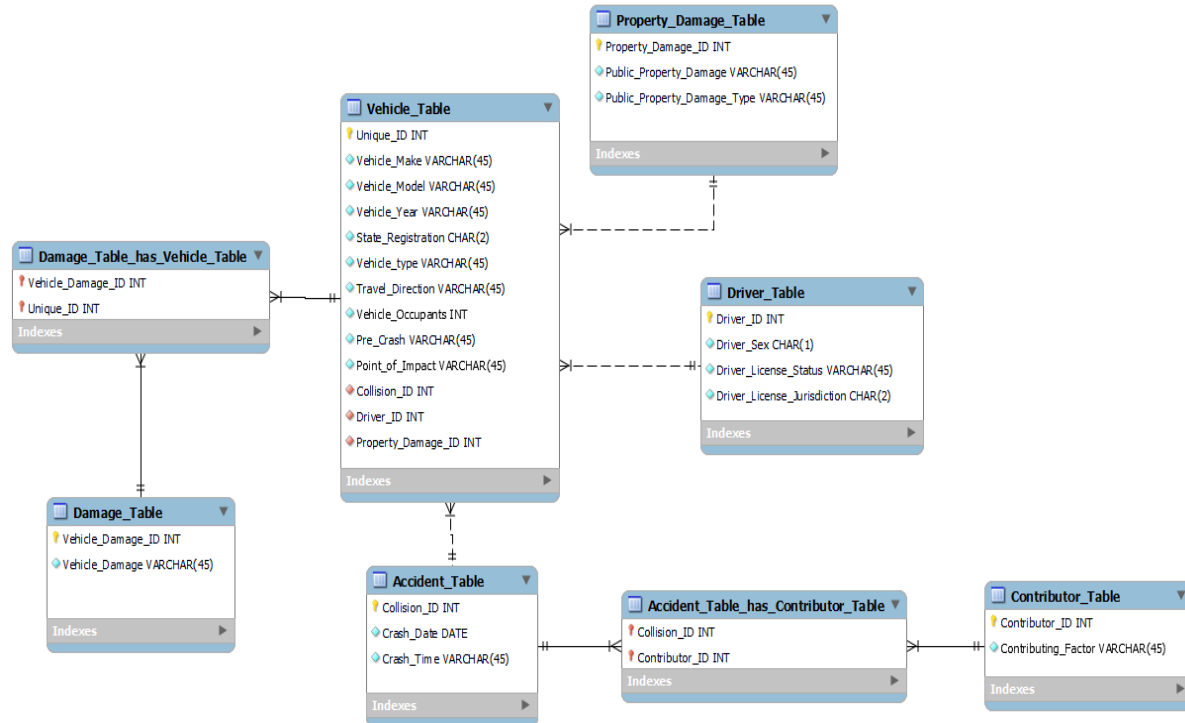 Property_Damage_Table
Property_Damage_ID INT
Public_Property_Damage VARCHAR(45)
Public_Property_Damage_Type VARCHAR(45)
Indexes
Vehicle_Table
Unique_ID INT
Vehicle_Make VARCHAR(45)
Vehicle_Model VARCHAR(45)
Vehicle_Year VARCHAR(45)
State_Registration CHAR(2)
Vehicle_type VARCHAR(45)
Travel_Direction VARCHAR(45)
Vehicle_Occupants INT
Pre_Crash VARCHAR(45)
Point_of_Impact VARCHAR(45)
Collision_ID INT
Driver_ID INT
Property_Damage_ID INT
Indexes
Damage_Table_has_Vehicle_Table
Vehicle_Damage_ID INT
Unique_ID INT
Indexes
Driver_Table
Driver_ID INT
Driver_Sex CHAR(1)
Driver_License_Status VARCHAR(45)
Driver_License_Jurisdiction CHAR(2)
Indexes
Damage_Table
Vehicle_Damage_ID INT
Vehicle_Damage VARCHAR(45)
Indexes
Accident_Table
Collision_ID INT
Crash_Date DATE
Crash_Time VARCHAR(45)
Indexes
Accident_Table_has_Contributor_Table
Collision_ID INT
Contributor_ID INT
Indexes
Contributor_Table
Contributor_ID INT
Contributing_Factor VARCHAR(45)
Indexes